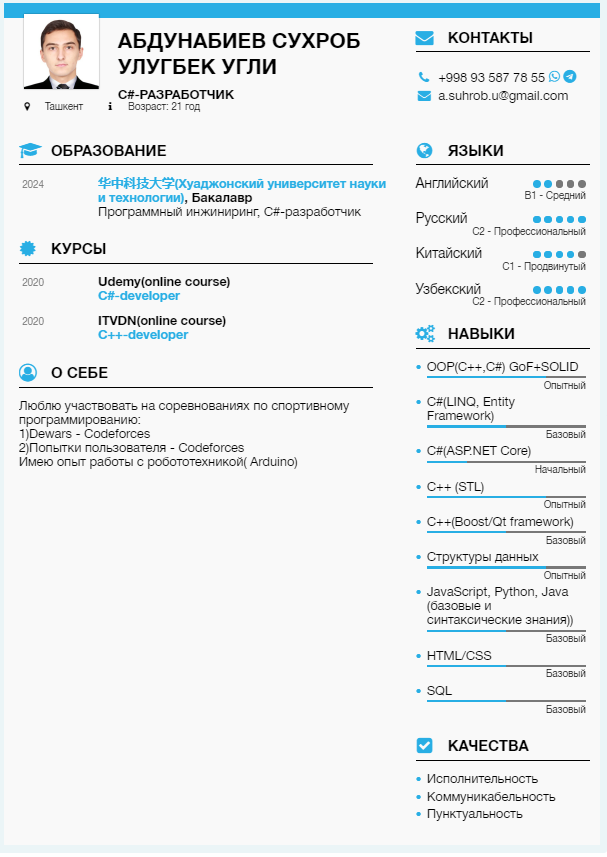 АБДУНАБИЕВ СУХРОБ
УЛУГБЕК УГЛИ
C#-РАЗРАБОТЧИК
Ташкент
Возраст: 21 год
ОБРАЗОВАНИЕ
2024
华中科技大学(Хуаджонский университет науки
и технологии), Бакалавр
Программный инжиниринг, C#-разработчик
КУРСЫ
2020
Udemy(online course)
C#-developer
2020
ITVDN(online course)
C++-developer
О СЕБЕ
Люблю участвовать на соревнованиях по спортивному
программированию:
1)Dewars - Codeforces
2)Попытки пользователя - Codeforces
Имею опыт работы с робототехникой( Arduino)
КОНТАКТЫ
+998 93 587 78 55
a.suhrob.u@gmail.com
ЯЗЫКИ
Английский
B1 - Средний
Русский
C2 - Профессиональный
Китайский
C1 - Продвинутый
Узбекский
C2 - Профессиональный
НАВЫКИ
OOP(C++,C#) GoF+SOLID
Опытный
C#(LINQ, Entity
Framework)
Базовый
C#(ASP.NET Core)
Начальный
C++ (STL)
Опытный
C++(Boost/Qt framework)
Базовый
Структуры данных
Опытный
JavaScript, Python, Java
(базовые и
синтаксические знания))
Базовый
HTML/CSS
Базовый
SQL
Базовый
КАЧЕСТВА
Исполнительность
Коммуникабельность
Пунктуальность